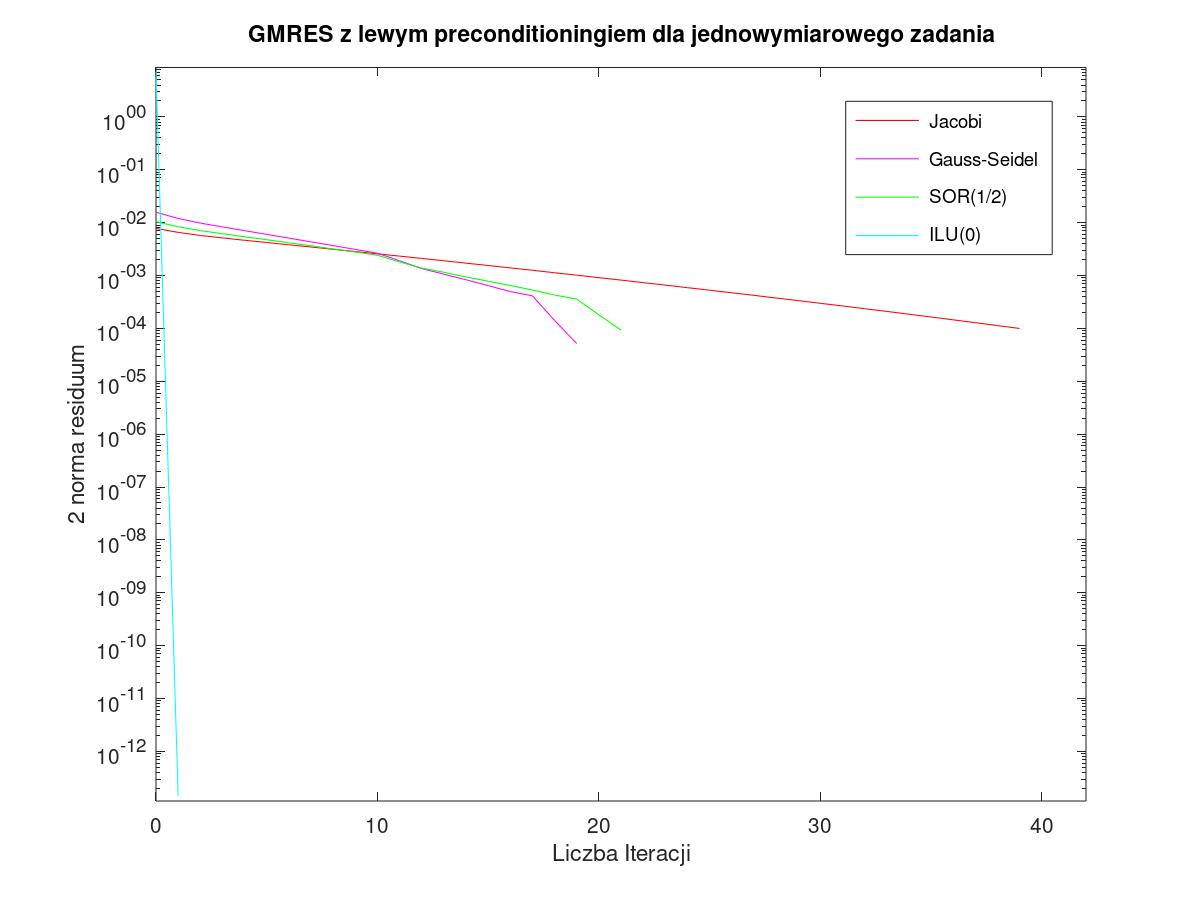 GMRES z lewym preconditioningiem dla jednowymiarowego zadania
Jacobi
Gauss-Seidel
SOR(1/2)
ILU(0)
10^00
10^-01
10^-02
10^-03
10^-04
10^-05
10^-06
10^-07
10^-08
10^-09
10^-10
10^-11
10^-12
2 norma residuum
0 10 20 30 40
Liczba Iteracji